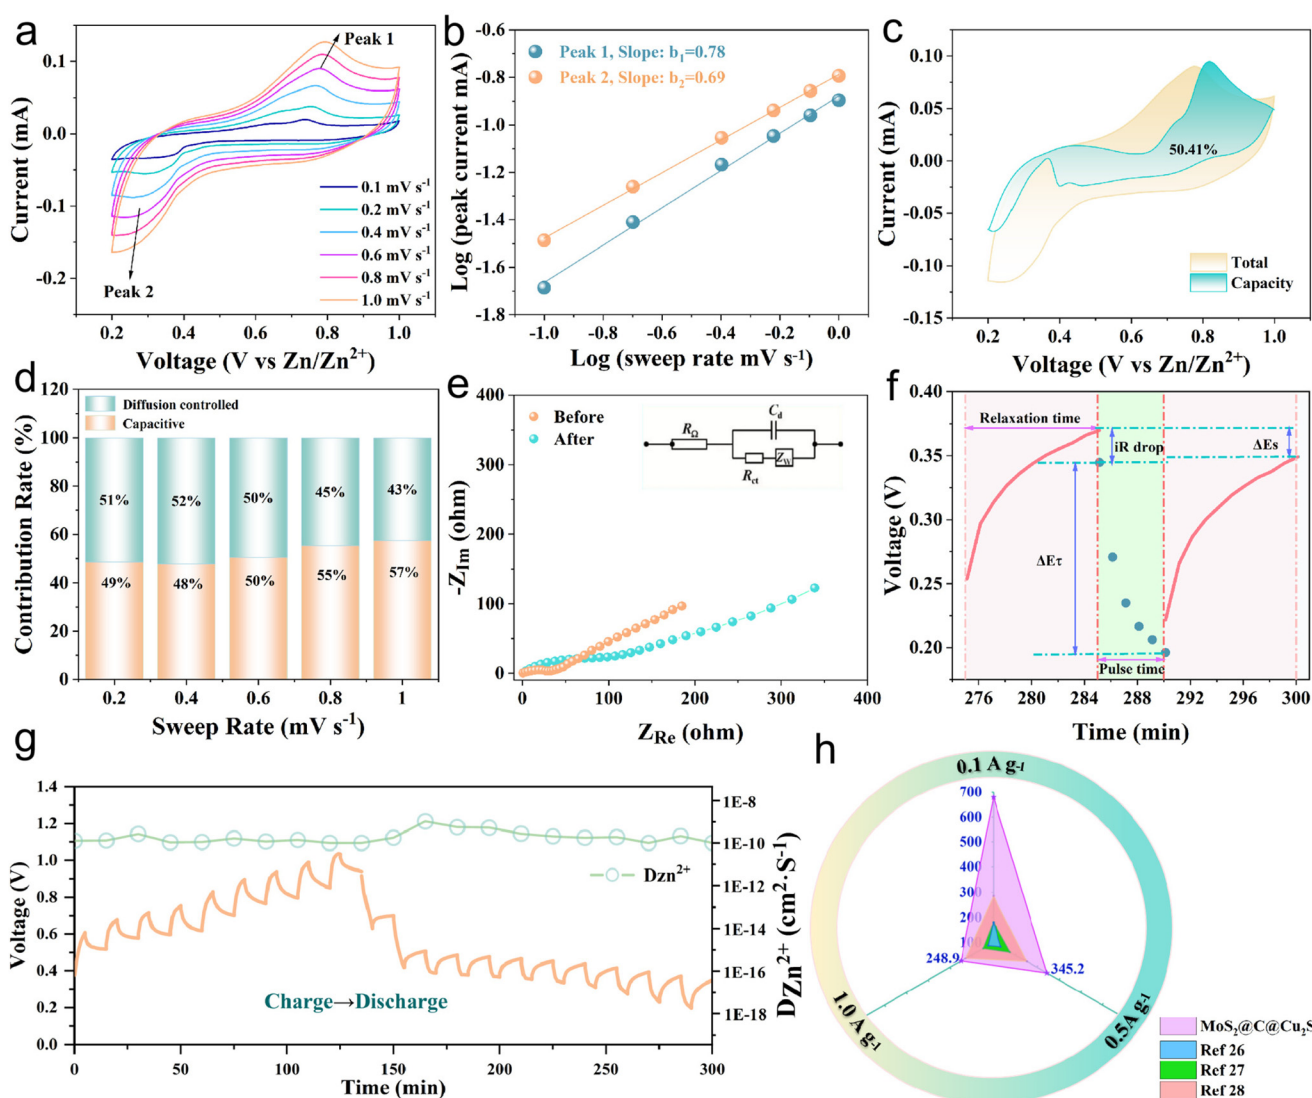 a
Peak 1
0.1
0.0
-0.1
-0.2
Current (mA)
Peak 2
0.1 mV s⁻¹
0.2 mV s⁻¹
0.4 mV s⁻¹
0.6 mV s⁻¹
0.8 mV s⁻¹
1.0 mV s⁻¹
0.2 0.4 0.6 0.8 1.0
Voltage (V vs Zn/Zn²⁺)
b
Peak 1, Slope: b₁=0.78
Peak 2, Slope: b₂=0.69
-0.6
-0.8
-1.0
-1.2
-1.4
-1.6
-1.8
Log (peak current mA)
-1.0 -0.8 -0.6 -0.4 -0.2 0.0
Log (sweep rate mV s⁻¹)
c
0.10
0.05
0.00
-0.05
-0.10
-0.15
Current (mA)
50.41%
Total
Capacity
0.2 0.4 0.6 0.8 1.0
Voltage (V vs Zn/Zn²⁺)
d
120
100
80
60
40
20
0
Contribution Rate (%)
Diffusion controlled
Capacitive
51% 52% 50% 45% 43%
49% 48% 50% 55% 57%
0.2 0.4 0.6 0.8 1
Sweep Rate (mV s⁻¹)
e
400
300
200
100
0
-Z_Im (ohm)
Before
After
R_Ω
C_d
R_ct
Z_W
0 100 200 300 400
Z_Re (ohm)
f
0.40
0.35
0.30
0.25
0.20
Voltage (V)
Relaxation time
iR drop
ΔEs
ΔEτ
Pulse time
276 280 284 288 292 296 300
Time (min)
g
1.4
1.2
1.0
0.8
0.6
0.4
0.2
0.0
Voltage (V)
Dzn²⁺
Charge→Discharge
1E-8
1E-10
1E-12
1E-14
1E-16
1E-18
D_Zn²⁺ (cm²·S⁻¹)
0 50 100 150 200 250 300
Time (min)
h
0.1 A g⁻¹
700
600
500
400
300
200
100
248.9
345.2
1.0 A g⁻¹
0.5A g⁻¹
MoS₂@C@Cu₂S
Ref 26
Ref 27
Ref 28